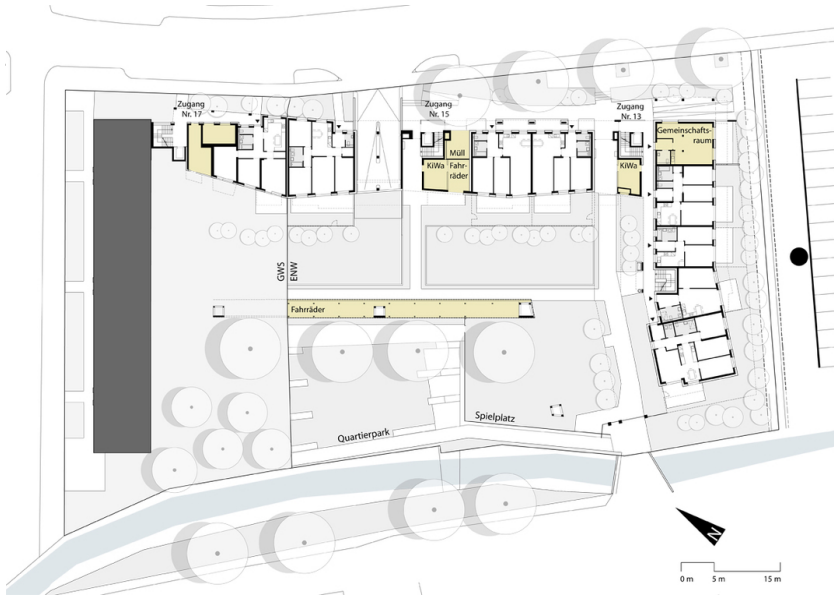 Zugang
Nr. 17
Zugang
Nr. 15
Zugang
Nr. 13
Gemeinschafts-
raum
Müll
KiWa
Fahr-
räder
KiWa
GWS
ENW
Fahrräder
Spielplatz
Quartierpark
N
0 m 5 m 15 m